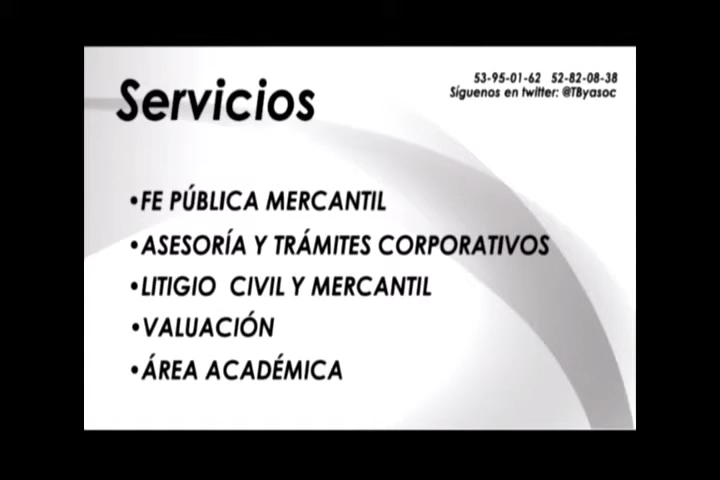 Servicios
53-95-01-62 52-82-08-38
Síguenos en twitter: @TByasoc
•FE PÚBLICA MERCANTIL
•ASESORÍA Y TRÁMITES CORPORATIVOS
•LITIGIO CIVIL Y MERCANTIL
•VALUACIÓN
•ÁREA ACADÉMICA